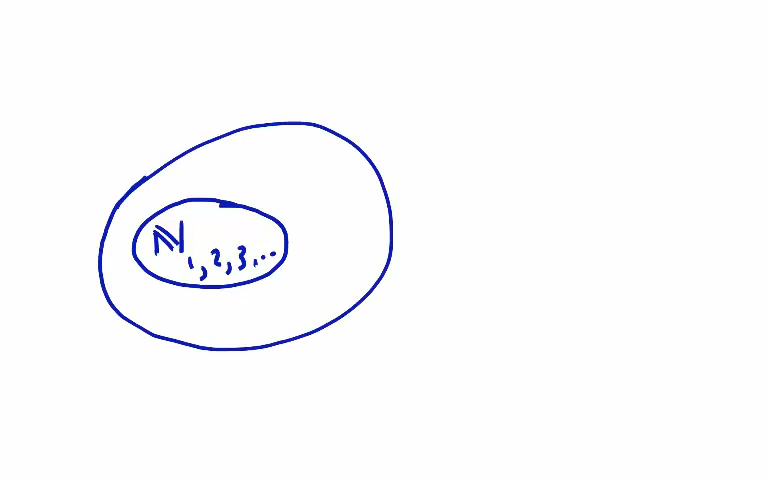 ℕ 1, 2, 3, ...